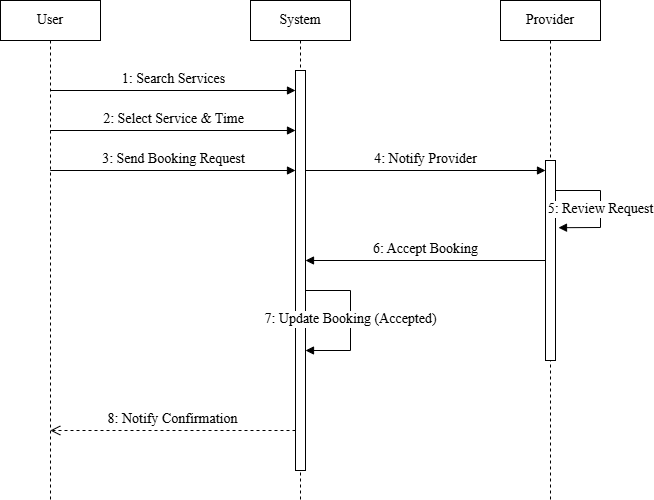 User
System
Provider
1: Search Services
2: Select Service & Time
3: Send Booking Request
4: Notify Provider
5: Review Request
6: Accept Booking
7: Update Booking (Accepted)
8: Notify Confirmation